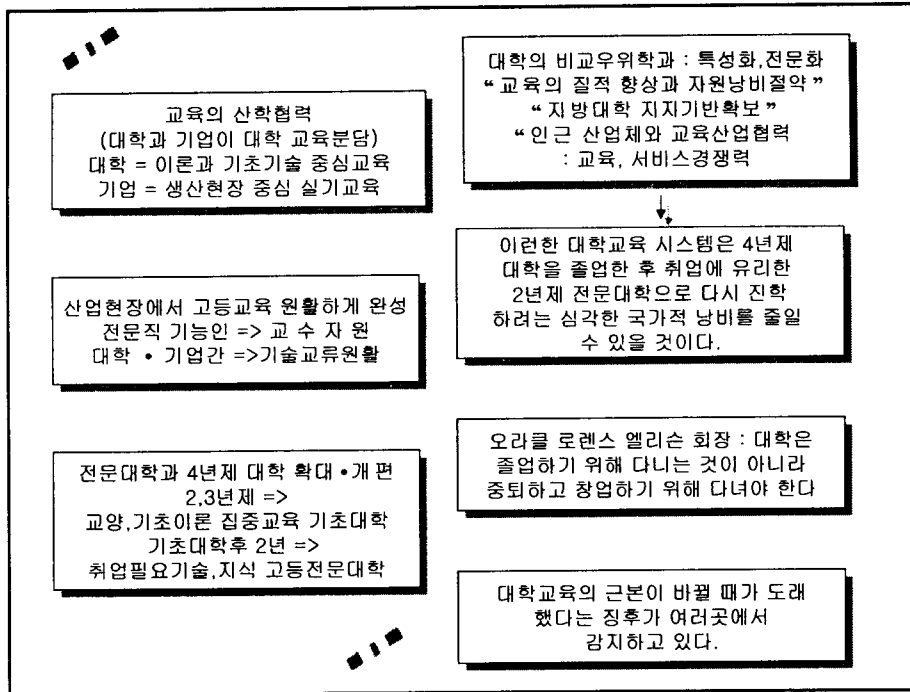 교육의 산학협력
(대학과 기업이 대학 교육분담)
대학 = 이론과 기초기술 중심교육
기업 = 생산현장 중심 실기교육
산업현장에서 고등교육 원활하게 완성
전문직 기능인 => 교 수 자 원
대학 • 기업간 =>기술교류원활
전문대학과 4년제 대학 확대•개편
2,3년제 =>
교양,기초이론 집중교육 기초대학
기초대학후 2년 =>
취업필요기술,지식 고등전문대학
대학의 비교우위학과 : 특성화,전문화
“ 교육의 질적 향상과 자원낭비절약 ”
“ 지방대학 지지기반확보 ”
“인근 산업체와 교육산업협력
: 교육, 서비스경쟁력
이런한 대학교육 시스템은 4년제
대학을 졸업한 후 취업에 유리한
2년제 전문대학으로 다시 진학
하려는 심각한 국가적 낭비를 줄일
수 있을 것이다.
오라클 로렌스 엘리슨 회장 : 대학은
졸업하기 위해 다니는 것이 아니라
중퇴하고 창업하기 위해 다녀야 한다
대학교육의 근본이 바뀔 때가 도래
했다는 징후가 여러곳에서
감지하고 있다.